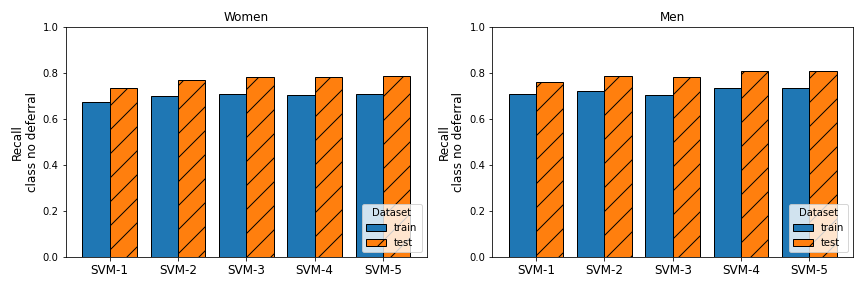 Women
1.0
0.8
0.6
0.4
0.2
0.0
Recall
class no deferral
SVM-1 SVM-2 SVM-3 SVM-4 SVM-5
Dataset
train
test
Men
1.0
0.8
0.6
0.4
0.2
0.0
Recall
class no deferral
SVM-1 SVM-2 SVM-3 SVM-4 SVM-5
Dataset
train
test